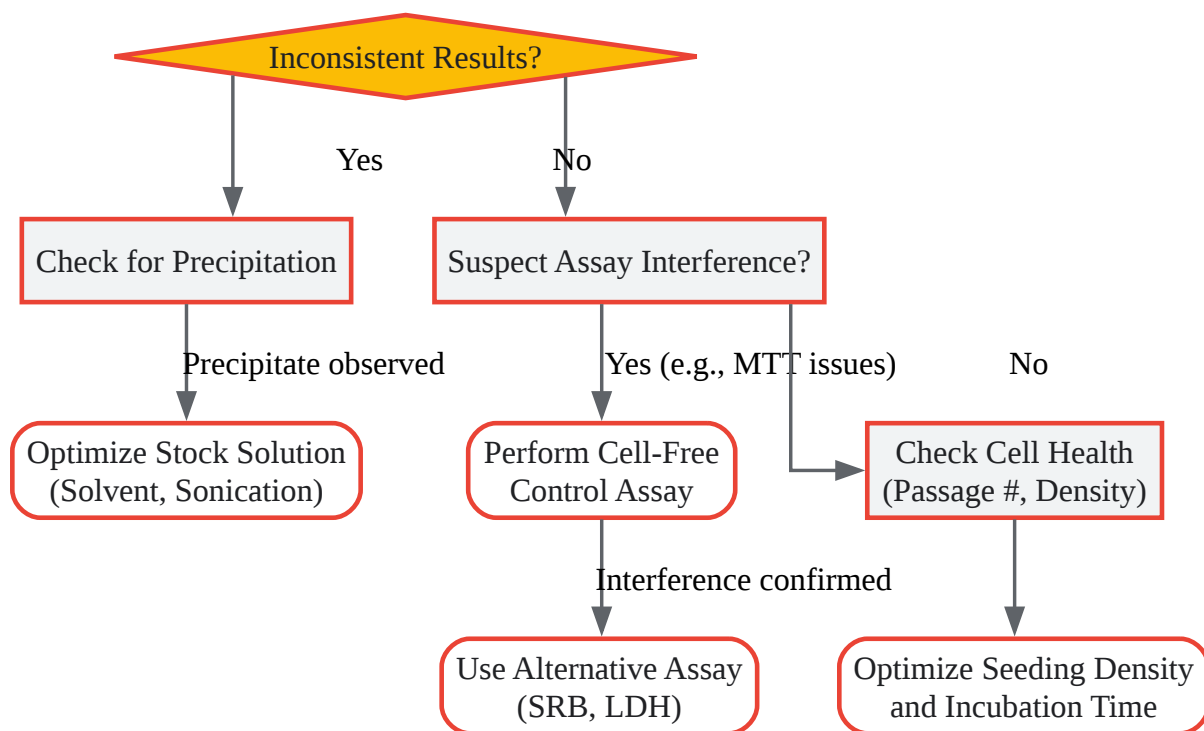 Inconsistent Results?
Yes
No
Check for Precipitation
Suspect Assay Interference?
Precipitate observed
Yes (e.g., MTT issues)
No
Optimize Stock Solution
(Solvent, Sonication)
Perform Cell-Free
Control Assay
Check Cell Health
(Passage #, Density)
Interference confirmed
Use Alternative Assay
(SRB, LDH)
Optimize Seeding Density
and Incubation Time